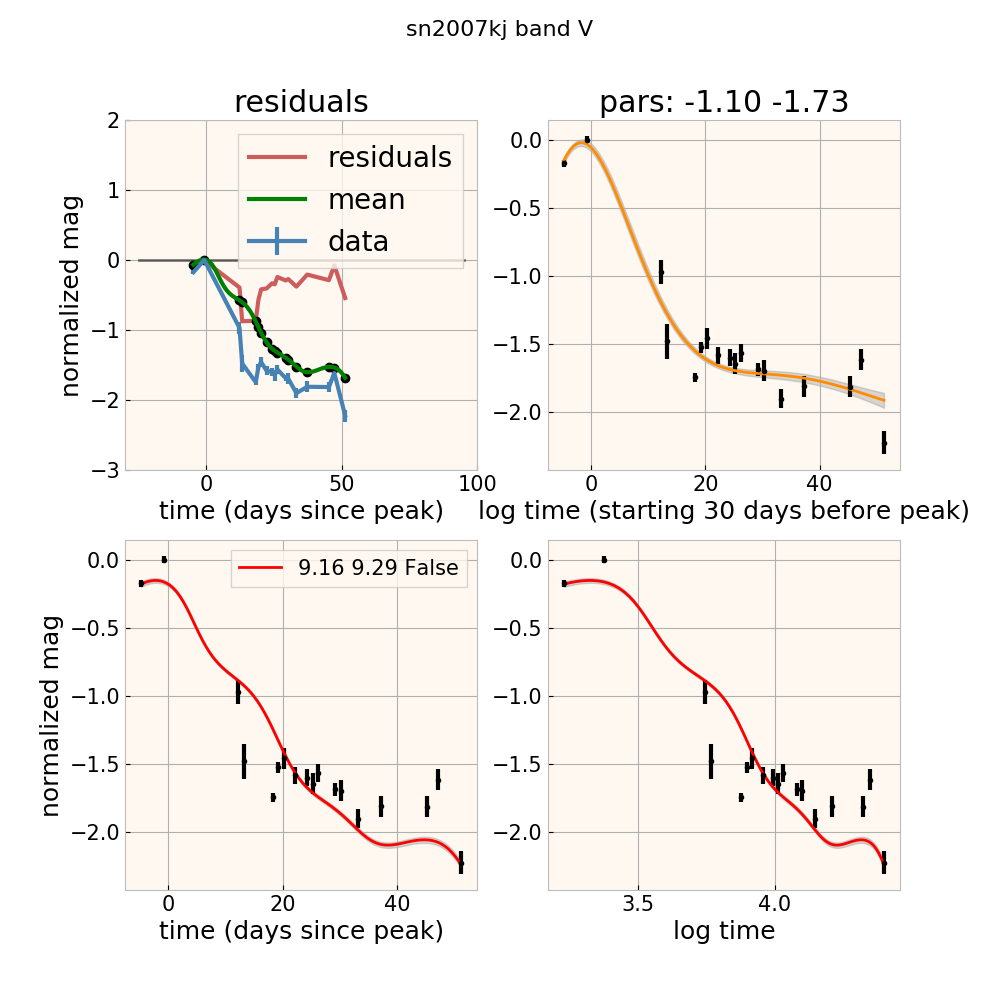 sn2007kj band V
residuals
pars: -1.10 -1.73
2
1
0
−1
−2
−3
normalized mag
residuals
mean
data
0
50
100
time (days since peak)
0.0
−0.5
−1.0
−1.5
−2.0
0
20
40
log time (starting 30 days before peak)
0.0
−0.5
−1.0
−1.5
−2.0
normalized mag
9.16 9.29 False
0
20
40
time (days since peak)
0.0
−0.5
−1.0
−1.5
−2.0
3.5
4.0
log time